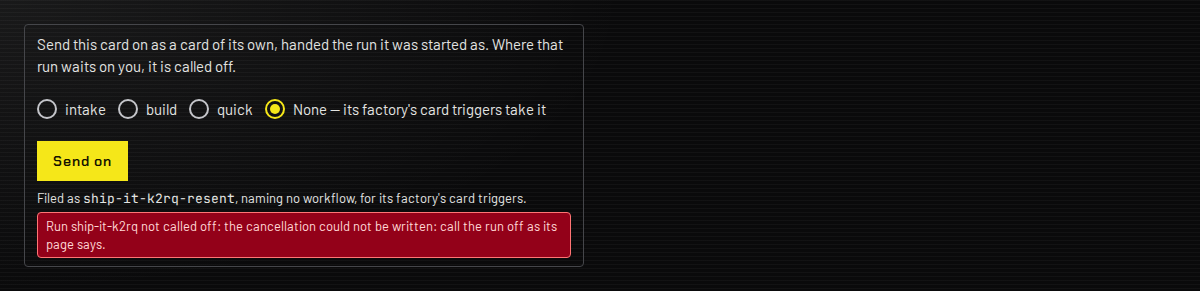 Send this card on as a card of its own, handed the run it was started as. Where that
run waits on you, it is called off.
intake build quick None — its factory's card triggers take it
Send on
Filed as ship-it-k2rq-resent, naming no workflow, for its factory's card triggers.
Run ship-it-k2rq not called off: the cancellation could not be written: call the run off as its
page says.